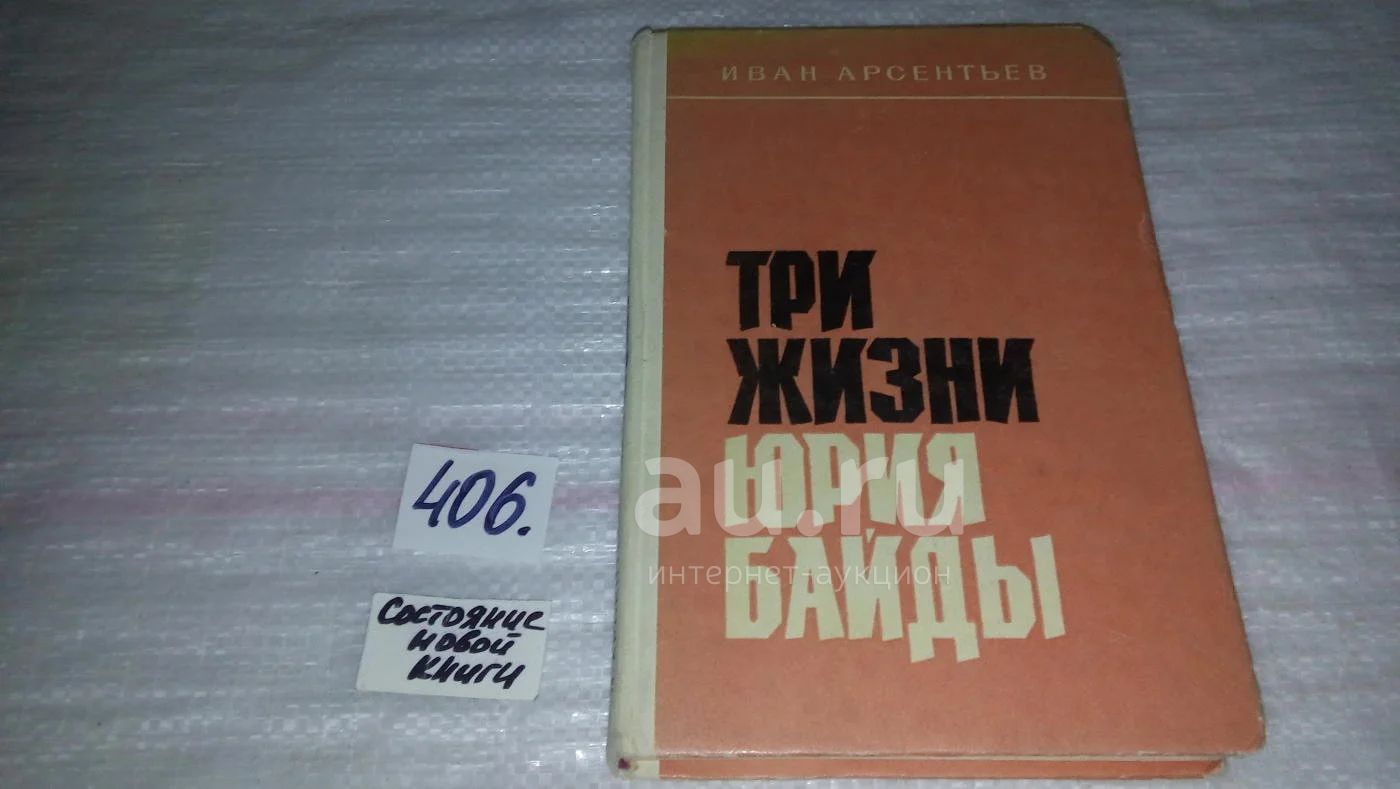 ИВАН АРСЕНТЬЕВ
ТРИ
ЖИЗНИ
ЮРИЯ
БАЙДЫ
au.ru
интернет-аукцион
406.
Состояние
новой
книги